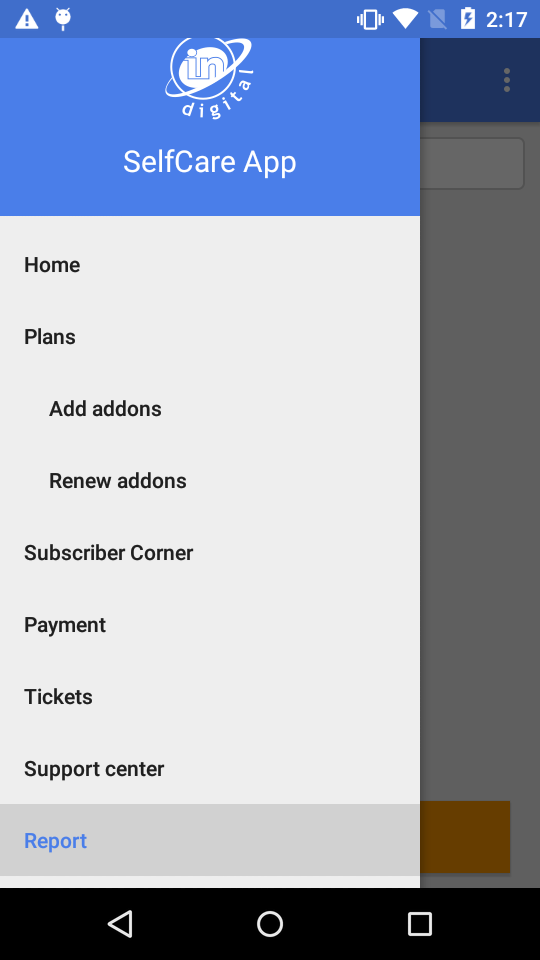 2:17
in
digital
SelfCare App
Home
Plans
Add addons
Renew addons
Subscriber Corner
Payment
Tickets
Support center
Report